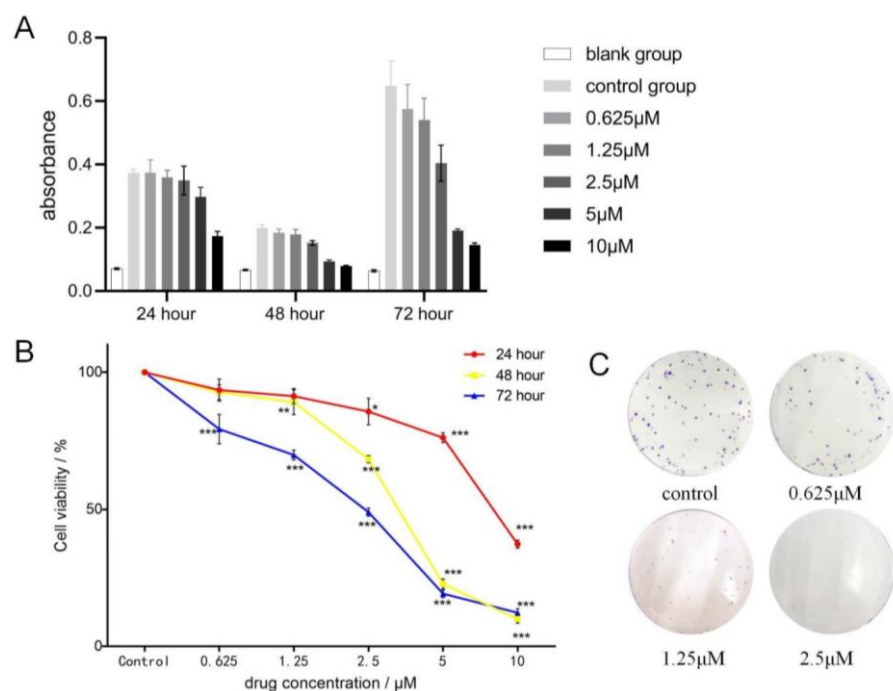 A
absorbance
0.8
0.6
0.4
0.2
0.0
24 hour
48 hour
72 hour
blank group
control group
0.625μM
1.25μM
2.5μM
5μM
10μM
B
Cell viability / %
100
50
0
24 hour
48 hour
72 hour
***
**
***
*
***
***
***
***
***
***
***
***
***
Control
0.625
1.25
2.5
5
10
drug concentration / μM
C
control
0.625μM
1.25μM
2.5μM